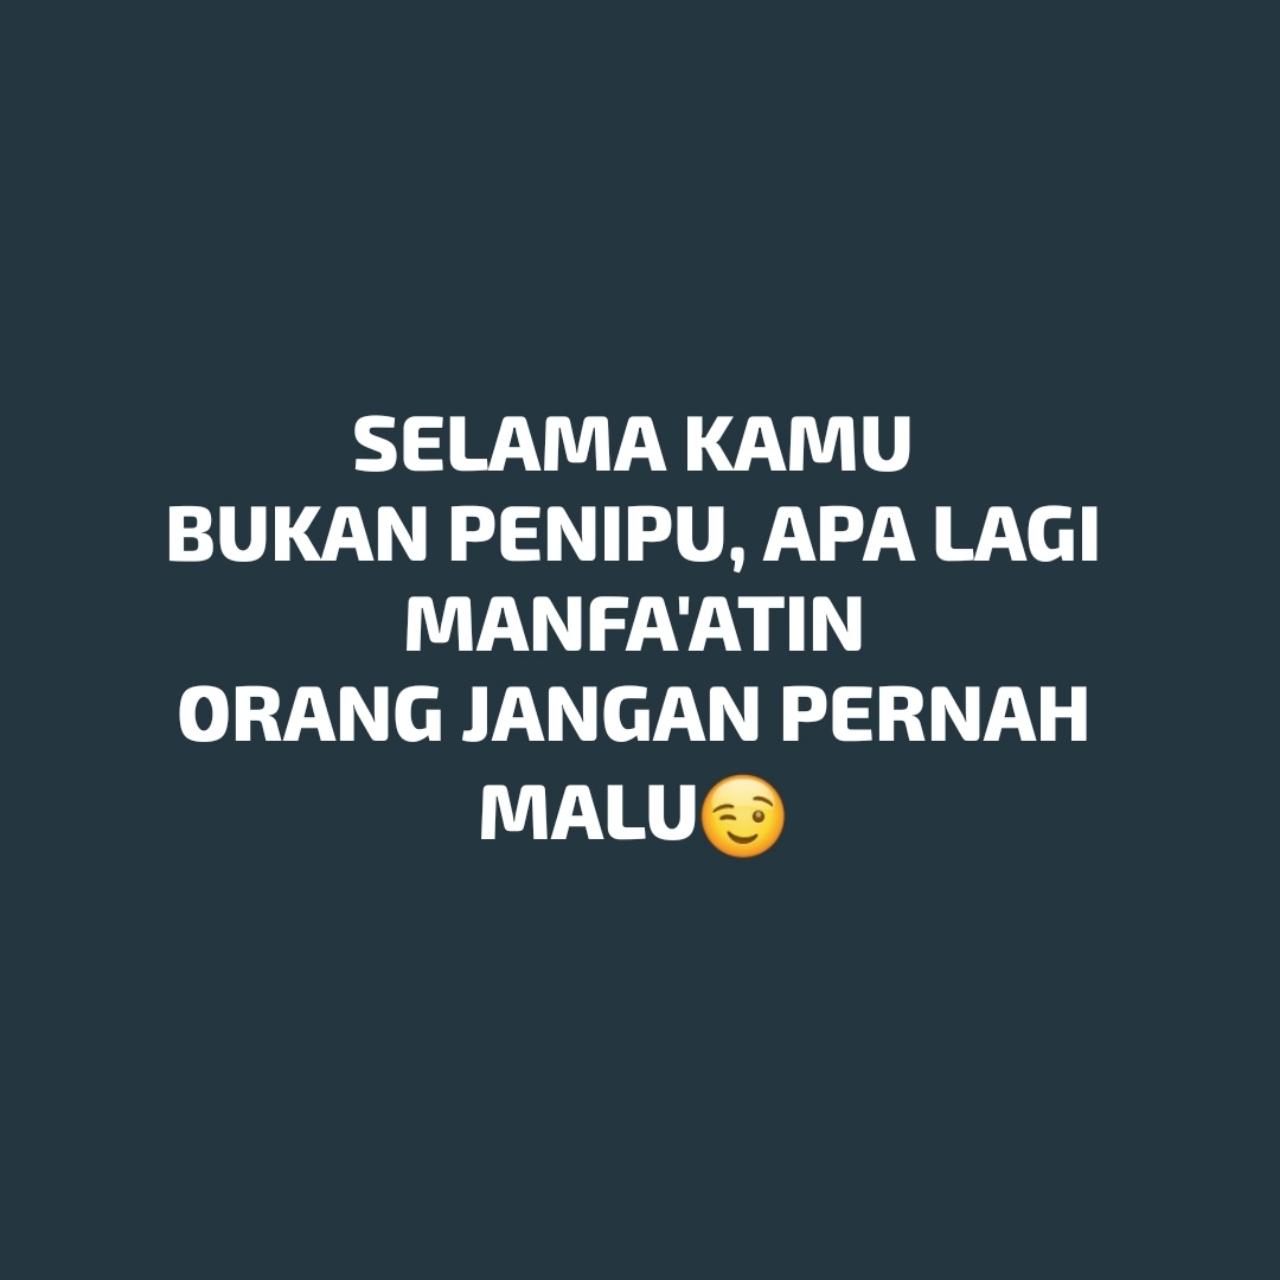 SELAMA KAMU
BUKAN PENIPU, APA LAGI
MANFA'ATIN
ORANG JANGAN PERNAH
MALU😉